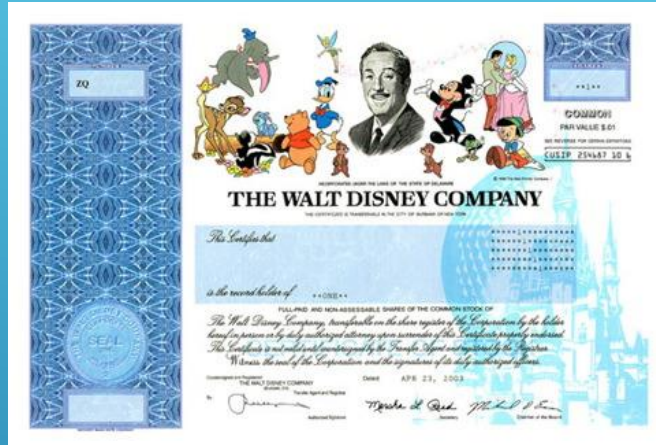 ZQ
COMMON
PAR VALUE $.01
SEE REVERSE FOR CERTAIN DEFINITIONS
CUSIP 254687 10 6
INCORPORATED UNDER THE LAWS OF THE STATE OF DELAWARE
THE WALT DISNEY COMPANY
THIS CERTIFICATE IS TRANSFERABLE IN THE CITY OF BURBANK OR NEW YORK
This Certifies that
is the record holder of **ONE**
FULL-PAID AND NON-ASSESSABLE SHARES OF THE COMMON STOCK OF
The Walt Disney Company, transferable on the share register of the Corporation by the holder
hereof in person or by duly authorized attorney upon surrender of this Certificate properly endorsed.
This Certificate is not valid until countersigned by the Transfer Agent and registered by the Registrar.
Witness the seal of the Corporation and the signatures of its duly authorized officers.
Countersigned and Registered:
THE WALT DISNEY COMPANY
Transfer Agent and Registrar
Dated APR 23, 2003
By
Authorized Signature
Secretary
Chairman of the Board
SEAL